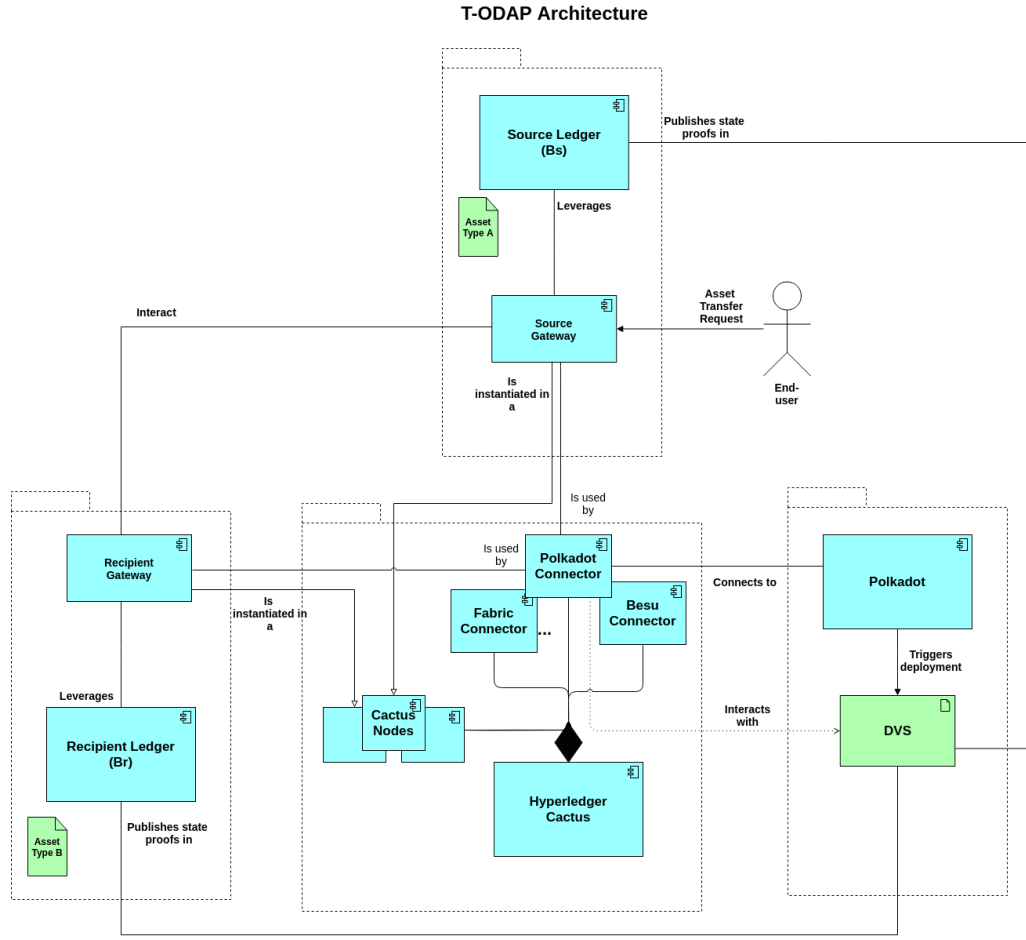 T-ODAP Architecture
Source Ledger
(Bs)
Publishes state
proofs in
Leverages
Asset
Type A
Asset
Transfer
Request
Interact
Source
Gateway
End-
user
Is
instantiated in
a
Is used
by
Recipient
Gateway
Is used
by
Polkadot
Connector
Connects to
Polkadot
Is
instantiated in
a
Fabric
Connector
...
Besu
Connector
Triggers
deployment
Leverages
Cactus
Nodes
Interacts
with
DVS
Recipient Ledger
(Br)
Hyperledger
Cactus
Publishes state
proofs in
Asset
Type B